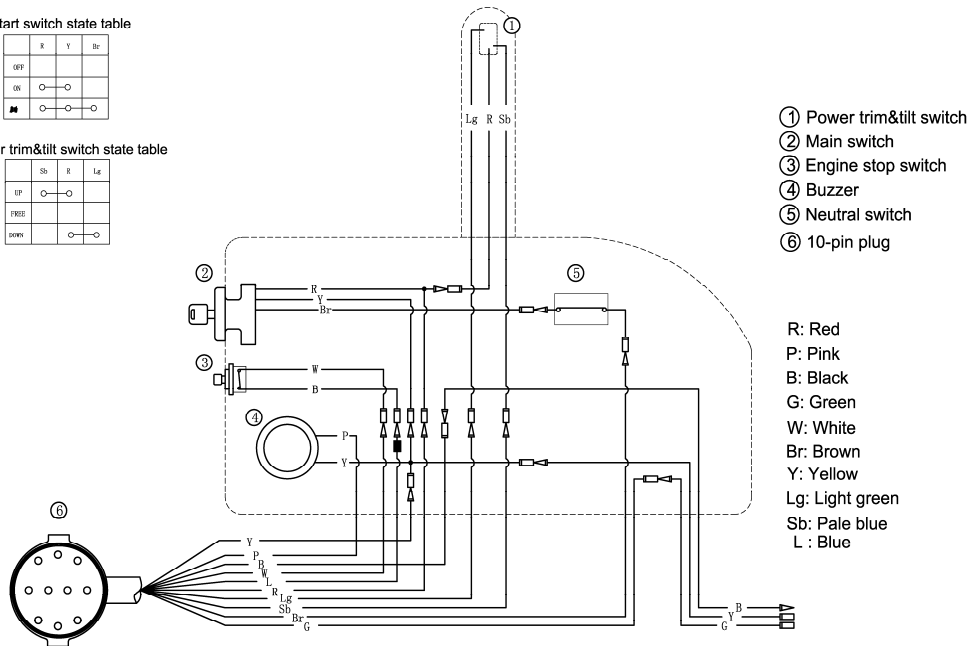 tart switch state table
R Y Br
OFF
ON
r trim&tilt switch state table
Sb R Lg
UP
FREE
DOWN
1
Lg R Sb
1 Power trim&tilt switch
2 Main switch
3 Engine stop switch
4 Buzzer
5 Neutral switch
6 10-pin plug
2
R
Y
Br
5
3
W
B
4
P
Y
R: Red
P: Pink
B: Black
G: Green
W: White
Br: Brown
Y: Yellow
Lg: Light green
Sb: Pale blue
L : Blue
6
Y
P
B
W
L
R
Lg
Sb
Br
G
B
Y
G